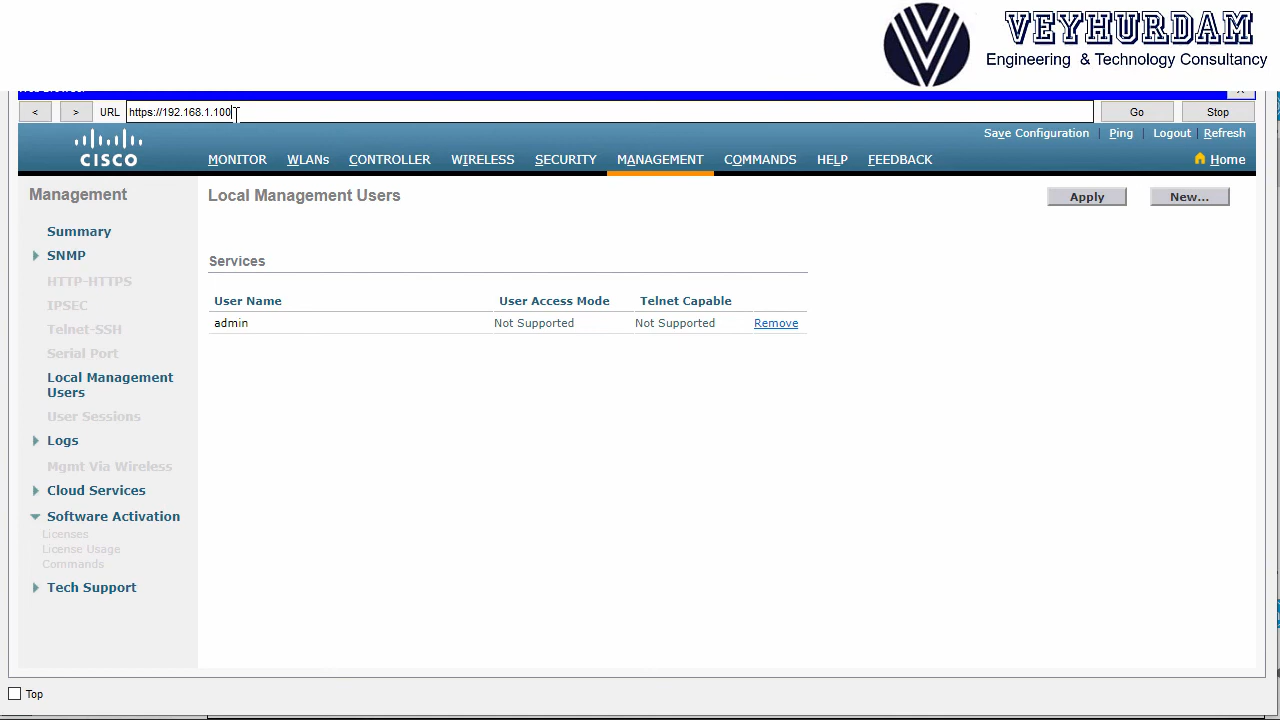 VEYHURDAM
Engineering & Technology Consultancy
< > URL https://192.168.1.100 Go Stop
Save Configuration | Ping | Logout | Refresh
CISCO
MONITOR WLANs CONTROLLER WIRELESS SECURITY MANAGEMENT COMMANDS HELP FEEDBACK Home
Management
Summary
SNMP
HTTP-HTTPS
IPSEC
Telnet-SSH
Serial Port
Local Management
Users
User Sessions
Logs
Mgmt Via Wireless
Cloud Services
Software Activation
Licenses
License Usage
Commands
Tech Support
Local Management Users
Apply New...
Services
User Name User Access Mode Telnet Capable
admin Not Supported Not Supported Remove
Top